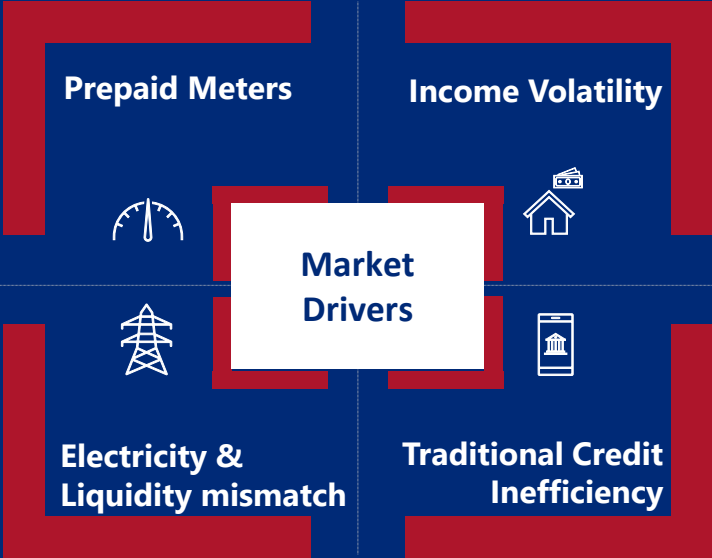 Prepaid Meters
Income Volatility
Market
Drivers
Electricity &
Liquidity mismatch
Traditional Credit
Inefficiency